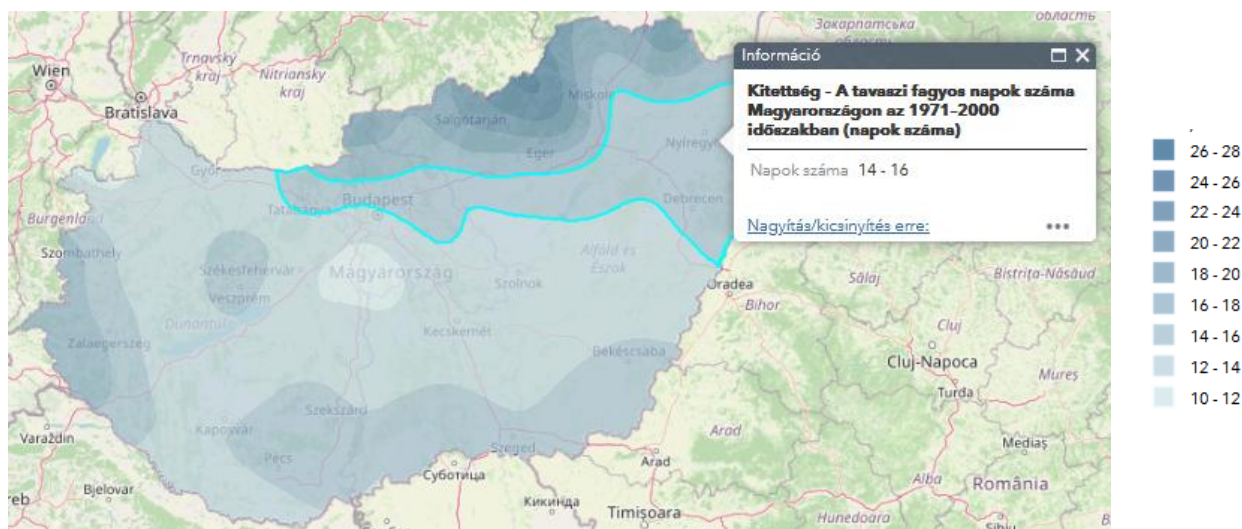 Закарпатська
область
область
Információ
Kitettség - A tavaszi fagyos napok száma
Magyarországon az 1971–2000
időszakban (napok száma)
Napok száma 14 - 16
Nagyítás/kicsinyítés erre:
Wien
Bratislava
Trnavský
kraj
Nitriansky
kraj
Salgótarján
Miskolc
Eger
Győr
Tatabánya
Budapest
Debrecen
Burgenland
Szombathely
Székesfehérvár
Veszprém
Magyarország
Szolnok
Alföld és
Észak
Oradea
Bihor
Sălaj
Bistrița-Năsăud
Dunántúl
Zalaegerszeg
Kecskemét
Békéscsaba
Cluj
Cluj-Napoca
Mureș
Turda
Szekszárd
Kaposvár
Pécs
Szeged
Varaždin
Суботица
Arad
Arad
Mediaș
Alba
România
Bjelovar
Кикинда
Timișoara
Hunedoara
Sibiu
26 - 28
24 - 26
22 - 24
20 - 22
18 - 20
16 - 18
14 - 16
12 - 14
10 - 12